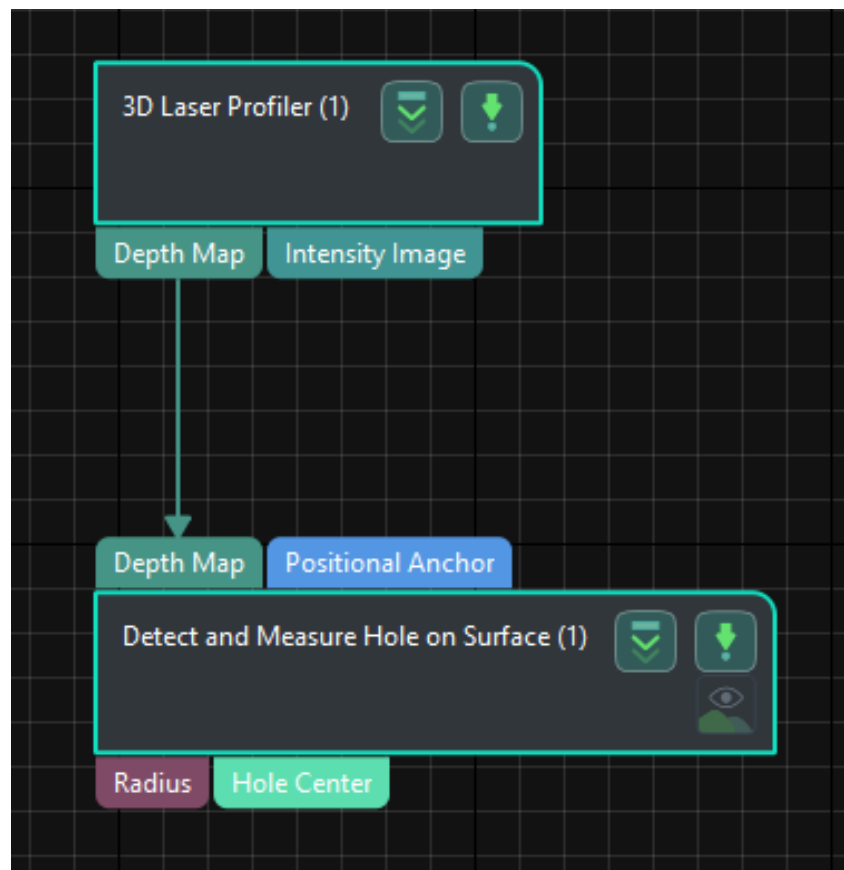 3D Laser Profiler (1)
Depth Map
Intensity Image
Depth Map
Positional Anchor
Detect and Measure Hole on Surface (1)
Radius
Hole Center